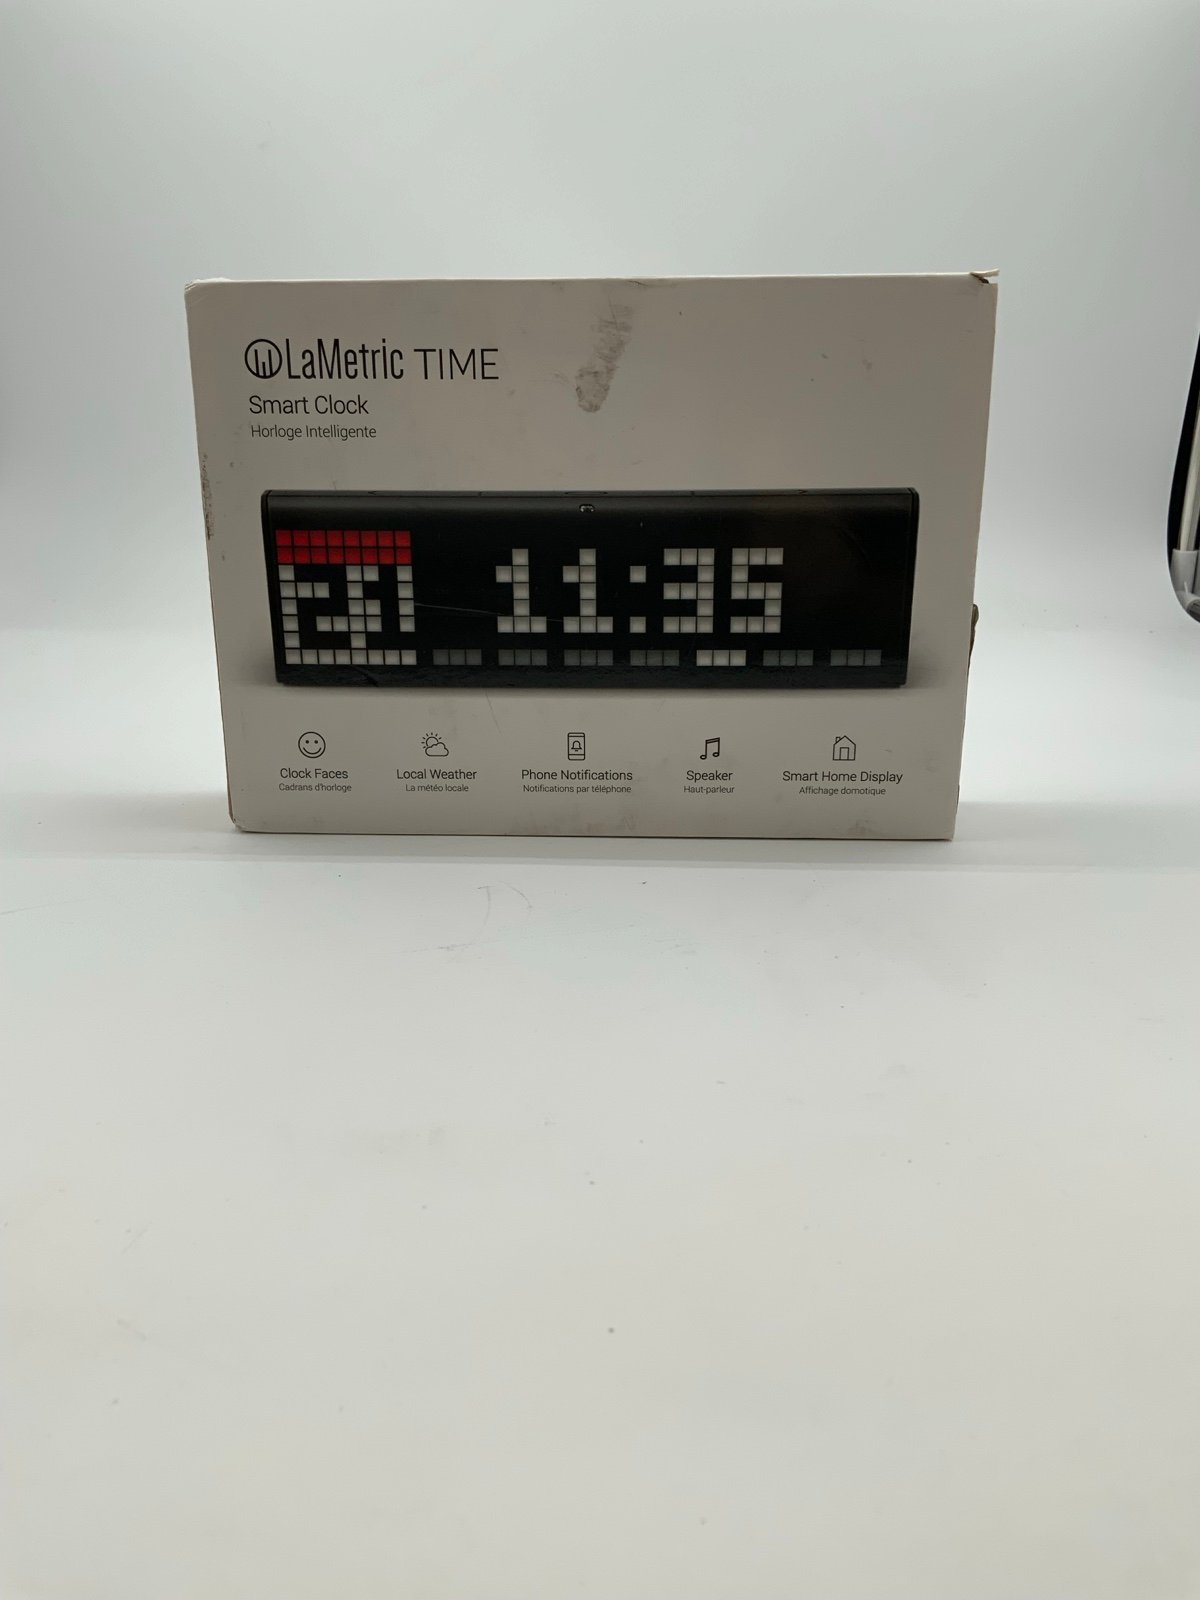 LaMetric TIME
Smart Clock
Horloge Intelligente
21 11:35
Clock Faces
Cadrans d'horloge
Local Weather
La météo locale
Phone Notifications
Notifications par téléphone
Speaker
Haut-parleur
Smart Home Display
Affichage domotique